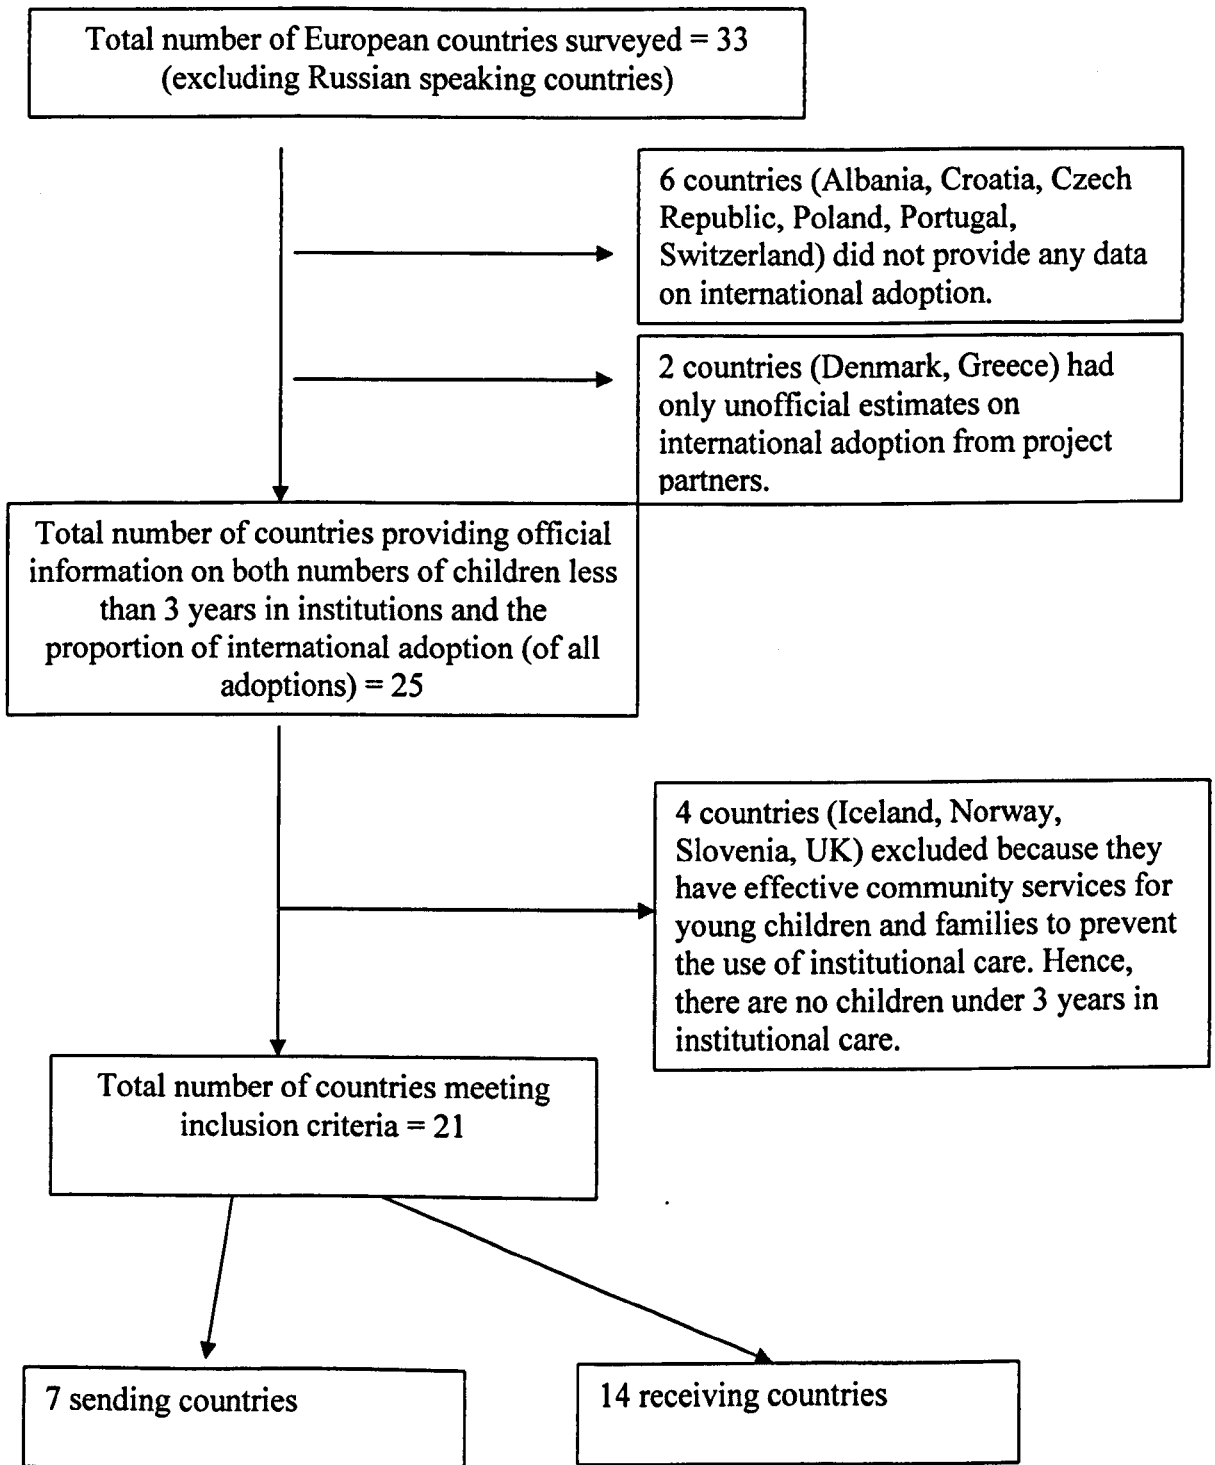 Total number of European countries surveyed = 33
(excluding Russian speaking countries)
6 countries (Albania, Croatia, Czech
Republic, Poland, Portugal,
Switzerland) did not provide any data
on international adoption.
2 countries (Denmark, Greece) had
only unofficial estimates on
international adoption from project
partners.
Total number of countries providing official
information on both numbers of children less
than 3 years in institutions and the
proportion of international adoption (of all
adoptions) = 25
4 countries (Iceland, Norway,
Slovenia, UK) excluded because they
have effective community services for
young children and families to prevent
the use of institutional care. Hence,
there are no children under 3 years in
institutional care.
Total number of countries meeting
inclusion criteria = 21
7 sending countries
14 receiving countries